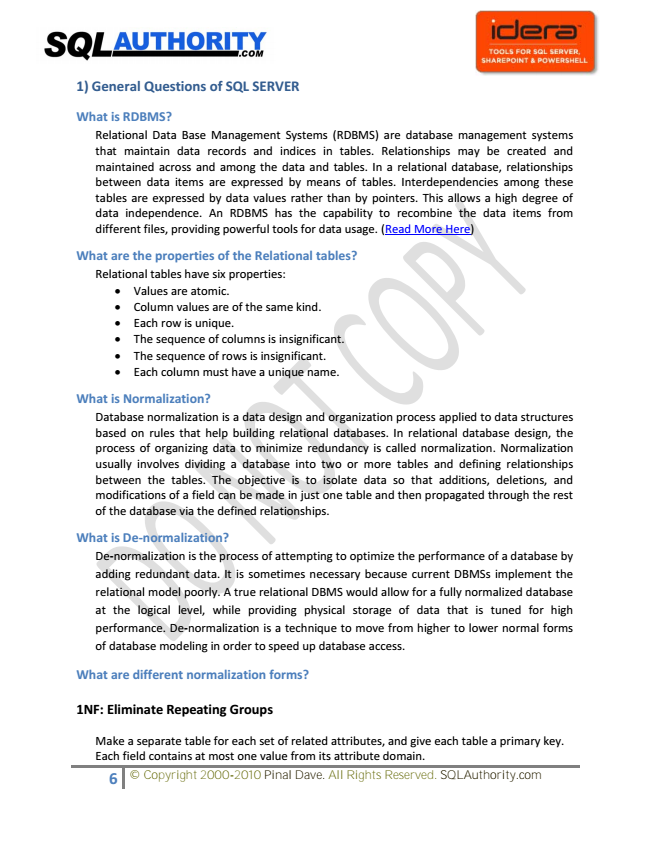 SQLAUTHORITY
.COM
idera
TOOLS FOR SQL SERVER,
SHAREPOINT & POWERSHELL
1) General Questions of SQL SERVER
What is RDBMS?
Relational Data Base Management Systems (RDBMS) are database management systems
that maintain data records and indices in tables. Relationships may be created and
maintained across and among the data and tables. In a relational database, relationships
between data items are expressed by means of tables. Interdependencies among these
tables are expressed by data values rather than by pointers. This allows a high degree of
data independence. An RDBMS has the capability to recombine the data items from
different files, providing powerful tools for data usage. (Read More Here)
What are the properties of the Relational tables?
Relational tables have six properties:
• Values are atomic.
• Column values are of the same kind.
• Each row is unique.
• The sequence of columns is insignificant.
• The sequence of rows is insignificant.
• Each column must have a unique name.
What is Normalization?
Database normalization is a data design and organization process applied to data structures
based on rules that help building relational databases. In relational database design, the
process of organizing data to minimize redundancy is called normalization. Normalization
usually involves dividing a database into two or more tables and defining relationships
between the tables. The objective is to isolate data so that additions, deletions, and
modifications of a field can be made in just one table and then propagated through the rest
of the database via the defined relationships.
What is De-normalization?
De-normalization is the process of attempting to optimize the performance of a database by
adding redundant data. It is sometimes necessary because current DBMSs implement the
relational model poorly. A true relational DBMS would allow for a fully normalized database
at the logical level, while providing physical storage of data that is tuned for high
performance. De-normalization is a technique to move from higher to lower normal forms
of database modeling in order to speed up database access.
What are different normalization forms?
1NF: Eliminate Repeating Groups
Make a separate table for each set of related attributes, and give each table a primary key.
Each field contains at most one value from its attribute domain.
6 © Copyright 2000-2010 Pinal Dave. All Rights Reserved. SQLAuthority.com
DO NOT COPY